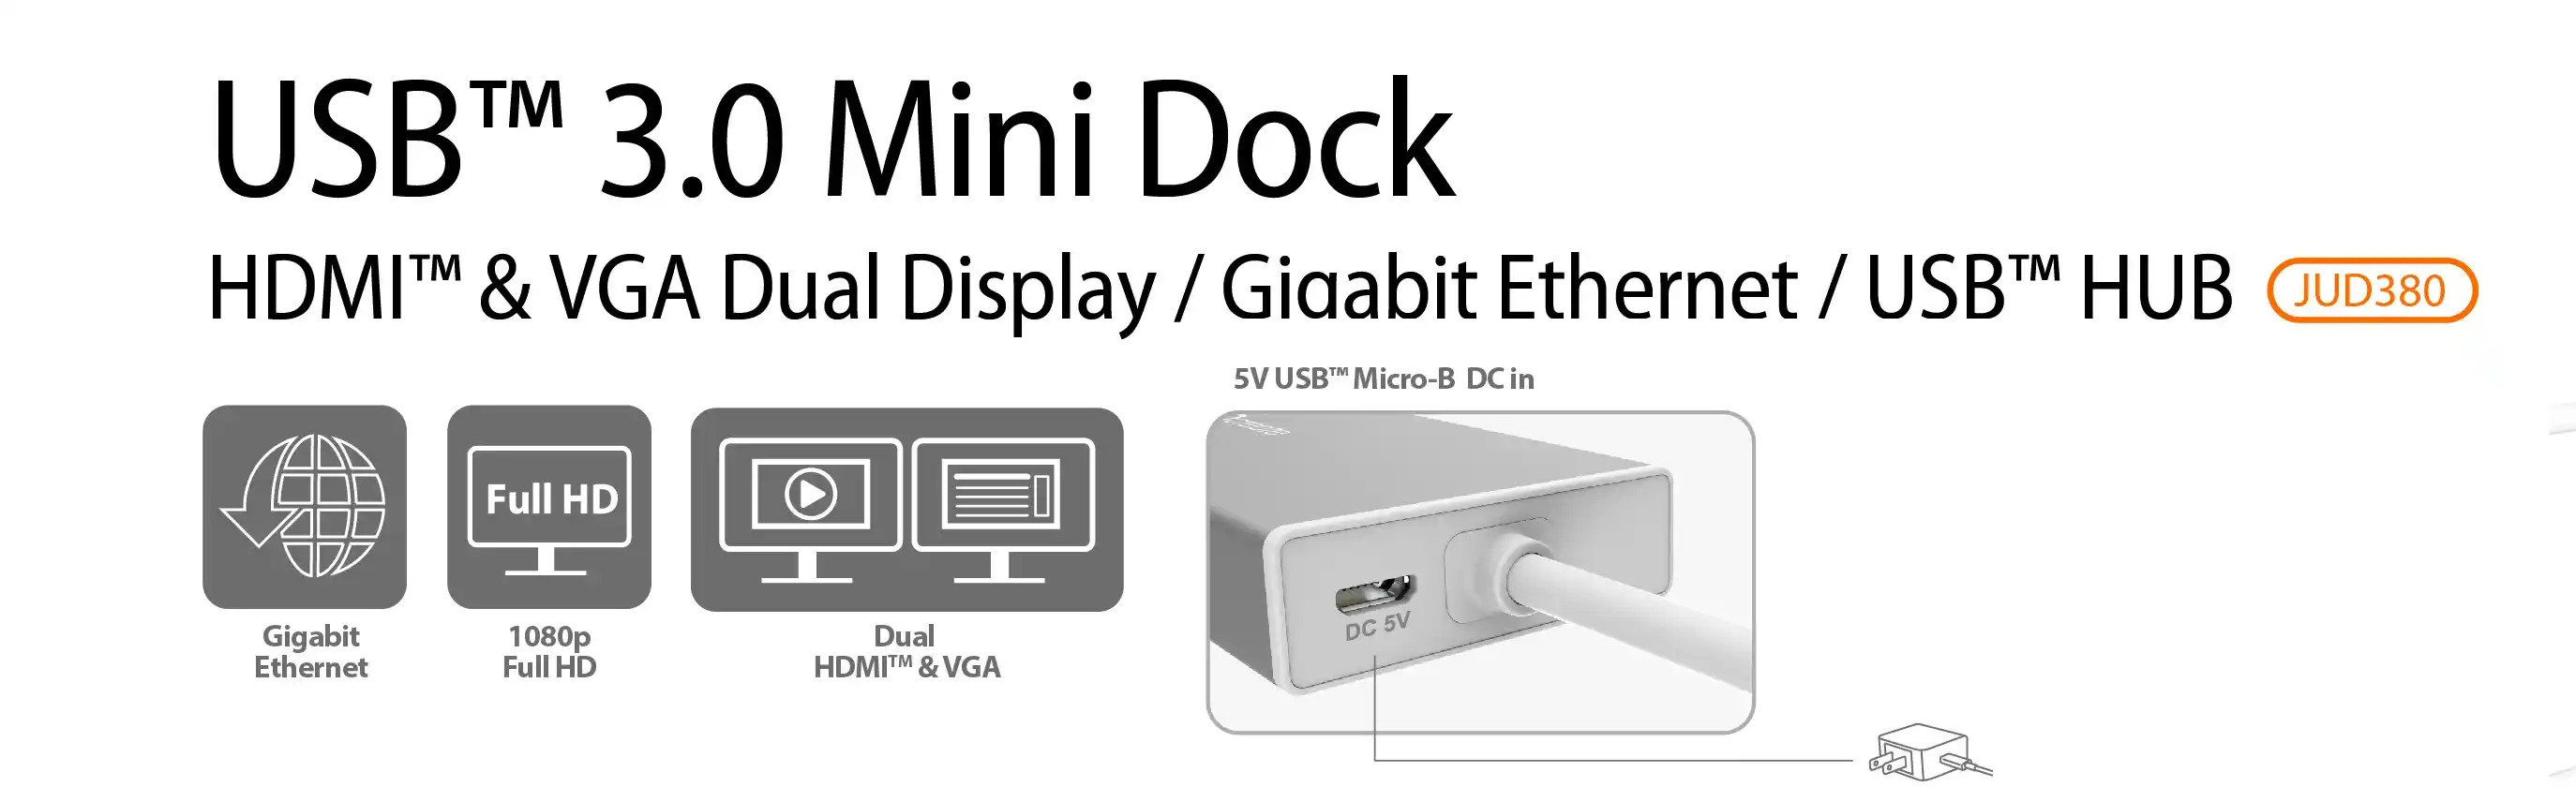 USB™ 3.0 Mini Dock
HDMI™ & VGA Dual Display / Gigabit Ethernet / USB™ HUB JUD380
5V USB™ Micro-B DC in
Full HD
DC 5V
Gigabit
Ethernet
1080p
Full HD
Dual
HDMI™ & VGA